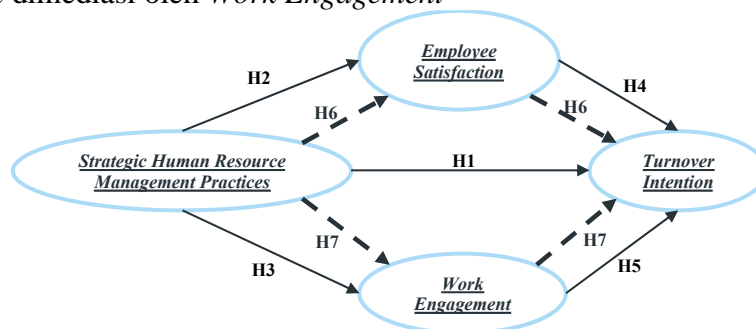 dimediasi oleh Work Engagement
Employee
Satisfaction
H2
H4
H6
H6
Strategic Human Resource
Management Practices
H1
Turnover
Intention
H7
H7
H3
H5
Work
Engagement